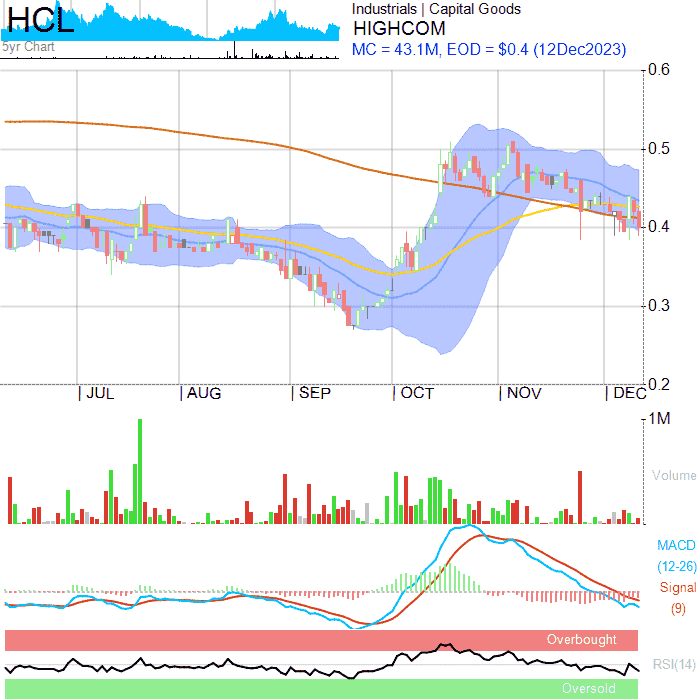 HCL
Industrials | Capital Goods
HIGHCOM
5yr Chart
MC = 43.1M, EOD = $0.4 (12Dec2023)
0.6
0.5
0.4
0.3
0.2
| JUL | AUG | SEP | OCT | NOV | DEC
1M
Volume
MACD
(12-26)
Signal
(9)
Overbought
RSI(14)
Oversold